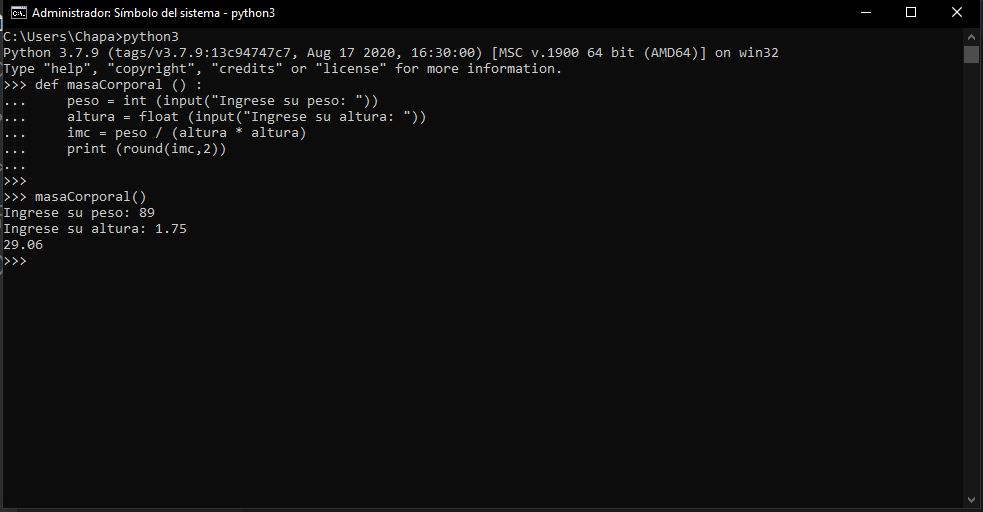 Administrador: Símbolo del sistema - python3
C:\Users\Chapa>python3
Python 3.7.9 (tags/v3.7.9:13c94747c7, Aug 17 2020, 16:30:00) [MSC v.1900 64 bit (AMD64)] on win32
Type "help", "copyright", "credits" or "license" for more information.
>>> def masaCorporal () :
...     peso = int (input("Ingrese su peso: "))
...     altura = float (input("Ingrese su altura: "))
...     imc = peso / (altura * altura)
...     print (round(imc,2))
...
>>>
>>> masaCorporal()
Ingrese su peso: 89
Ingrese su altura: 1.75
29.06
>>>